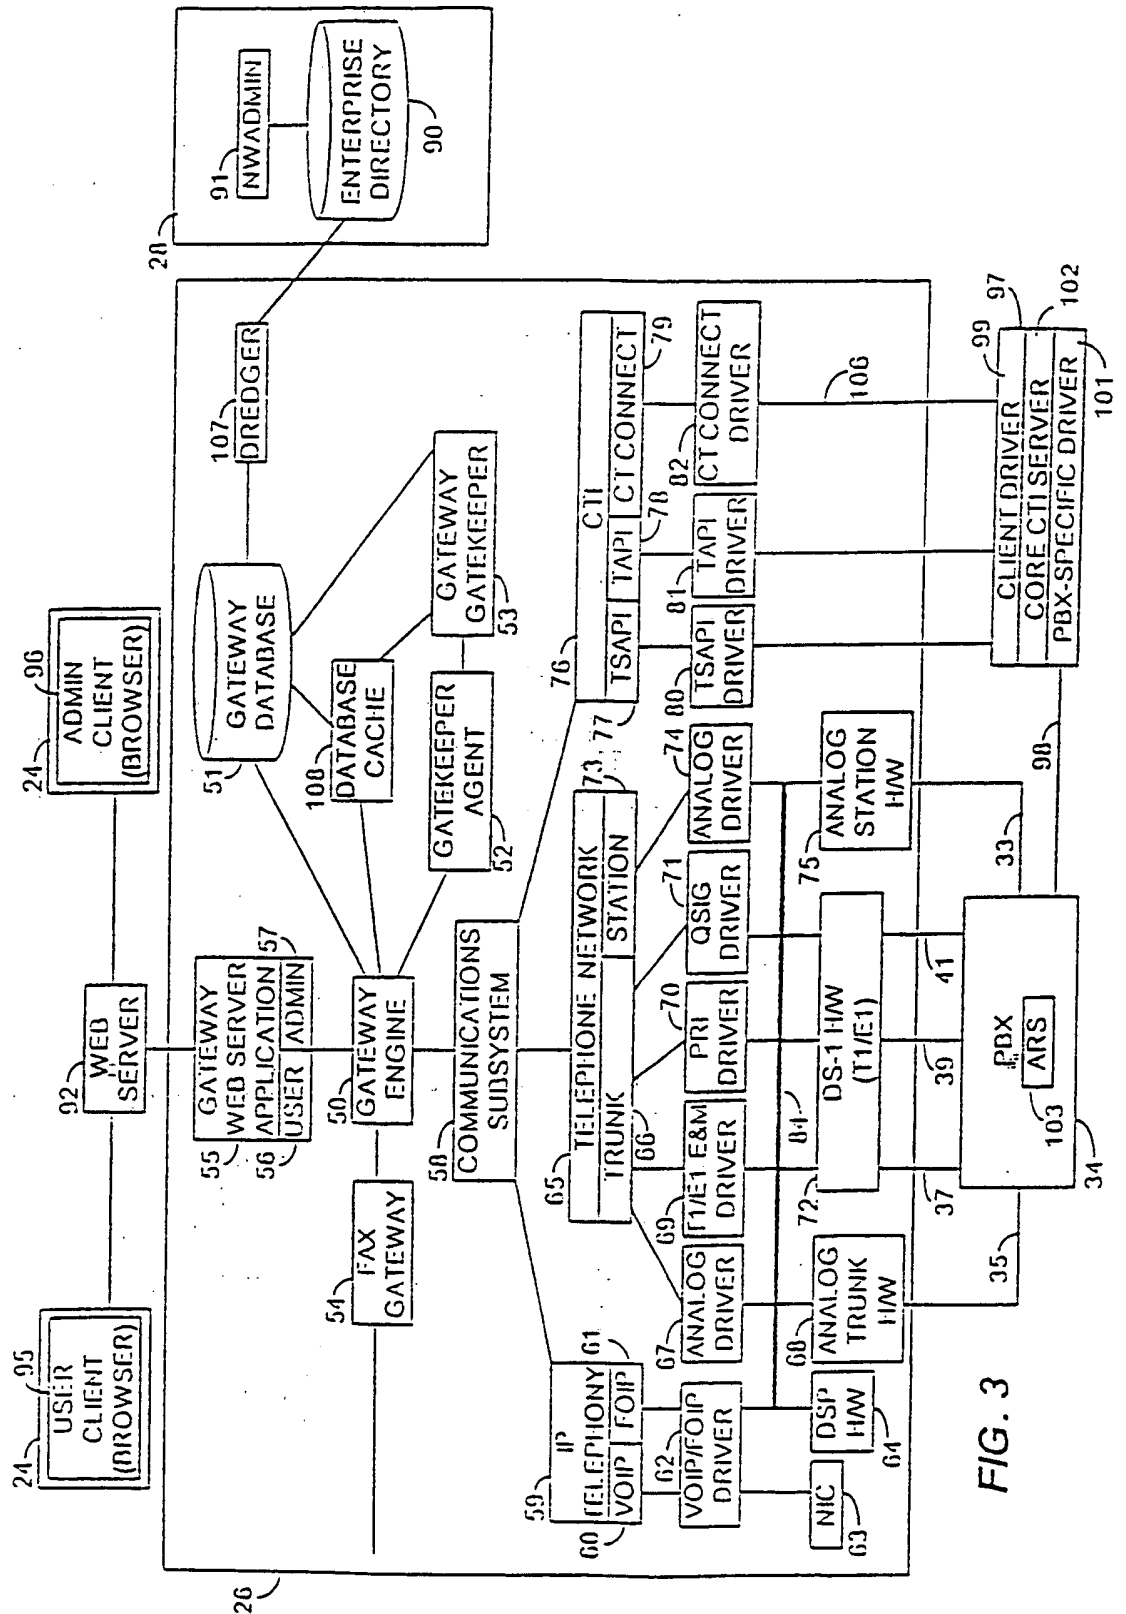 24
95
USER
CLIENT
(BROWSER)
92
WEB
SERVER
24
96
ADMIN
CLIENT
(BROWSER)
26
28
91
NWADMIN
ENTERPRISE
DIRECTORY
90
55
GATEWAY
WEB SERVER
APPLICATION
56
USER
ADMIN
57
51
GATEWAY
DATABASE
107
DREDGER
108
DATABASE
CACHE
54
FAX
GATEWAY
50
GATEWAY
ENGINE
GATEKEEPER
AGENT
52
GATEWAY
GATEKEEPER
53
58
COMMUNICATIONS
SUBSYSTEM
59
IP
TELEPHONY
60
VOIP
FOIP
61
65
TELEPHONE NETWORK
TRUNK
66
STATION
73
76
CTI
77
TSAPI
TAPI
78
CT CONNECT
79
62
VOIP/FOIP
DRIVER
67
ANALOG
DRIVER
69
T1/E1 E&M
DRIVER
70
PRI
DRIVER
71
QSIG
DRIVER
74
ANALOG
DRIVER
80
TSAPI
DRIVER
81
TAPI
DRIVER
82
CT CONNECT
DRIVER
84
106
NIC
63
DSP
H/W
64
68
ANALOG
TRUNK
H/W
72
DS-1 H/W
(T1/E1)
75
ANALOG
STATION
H/W
35
37
39
41
33
98
PBX
ARS
103
34
CLIENT DRIVER
99
CORE CTI SERVER
97
PBX-SPECIFIC DRIVER
102
101
FIG. 3